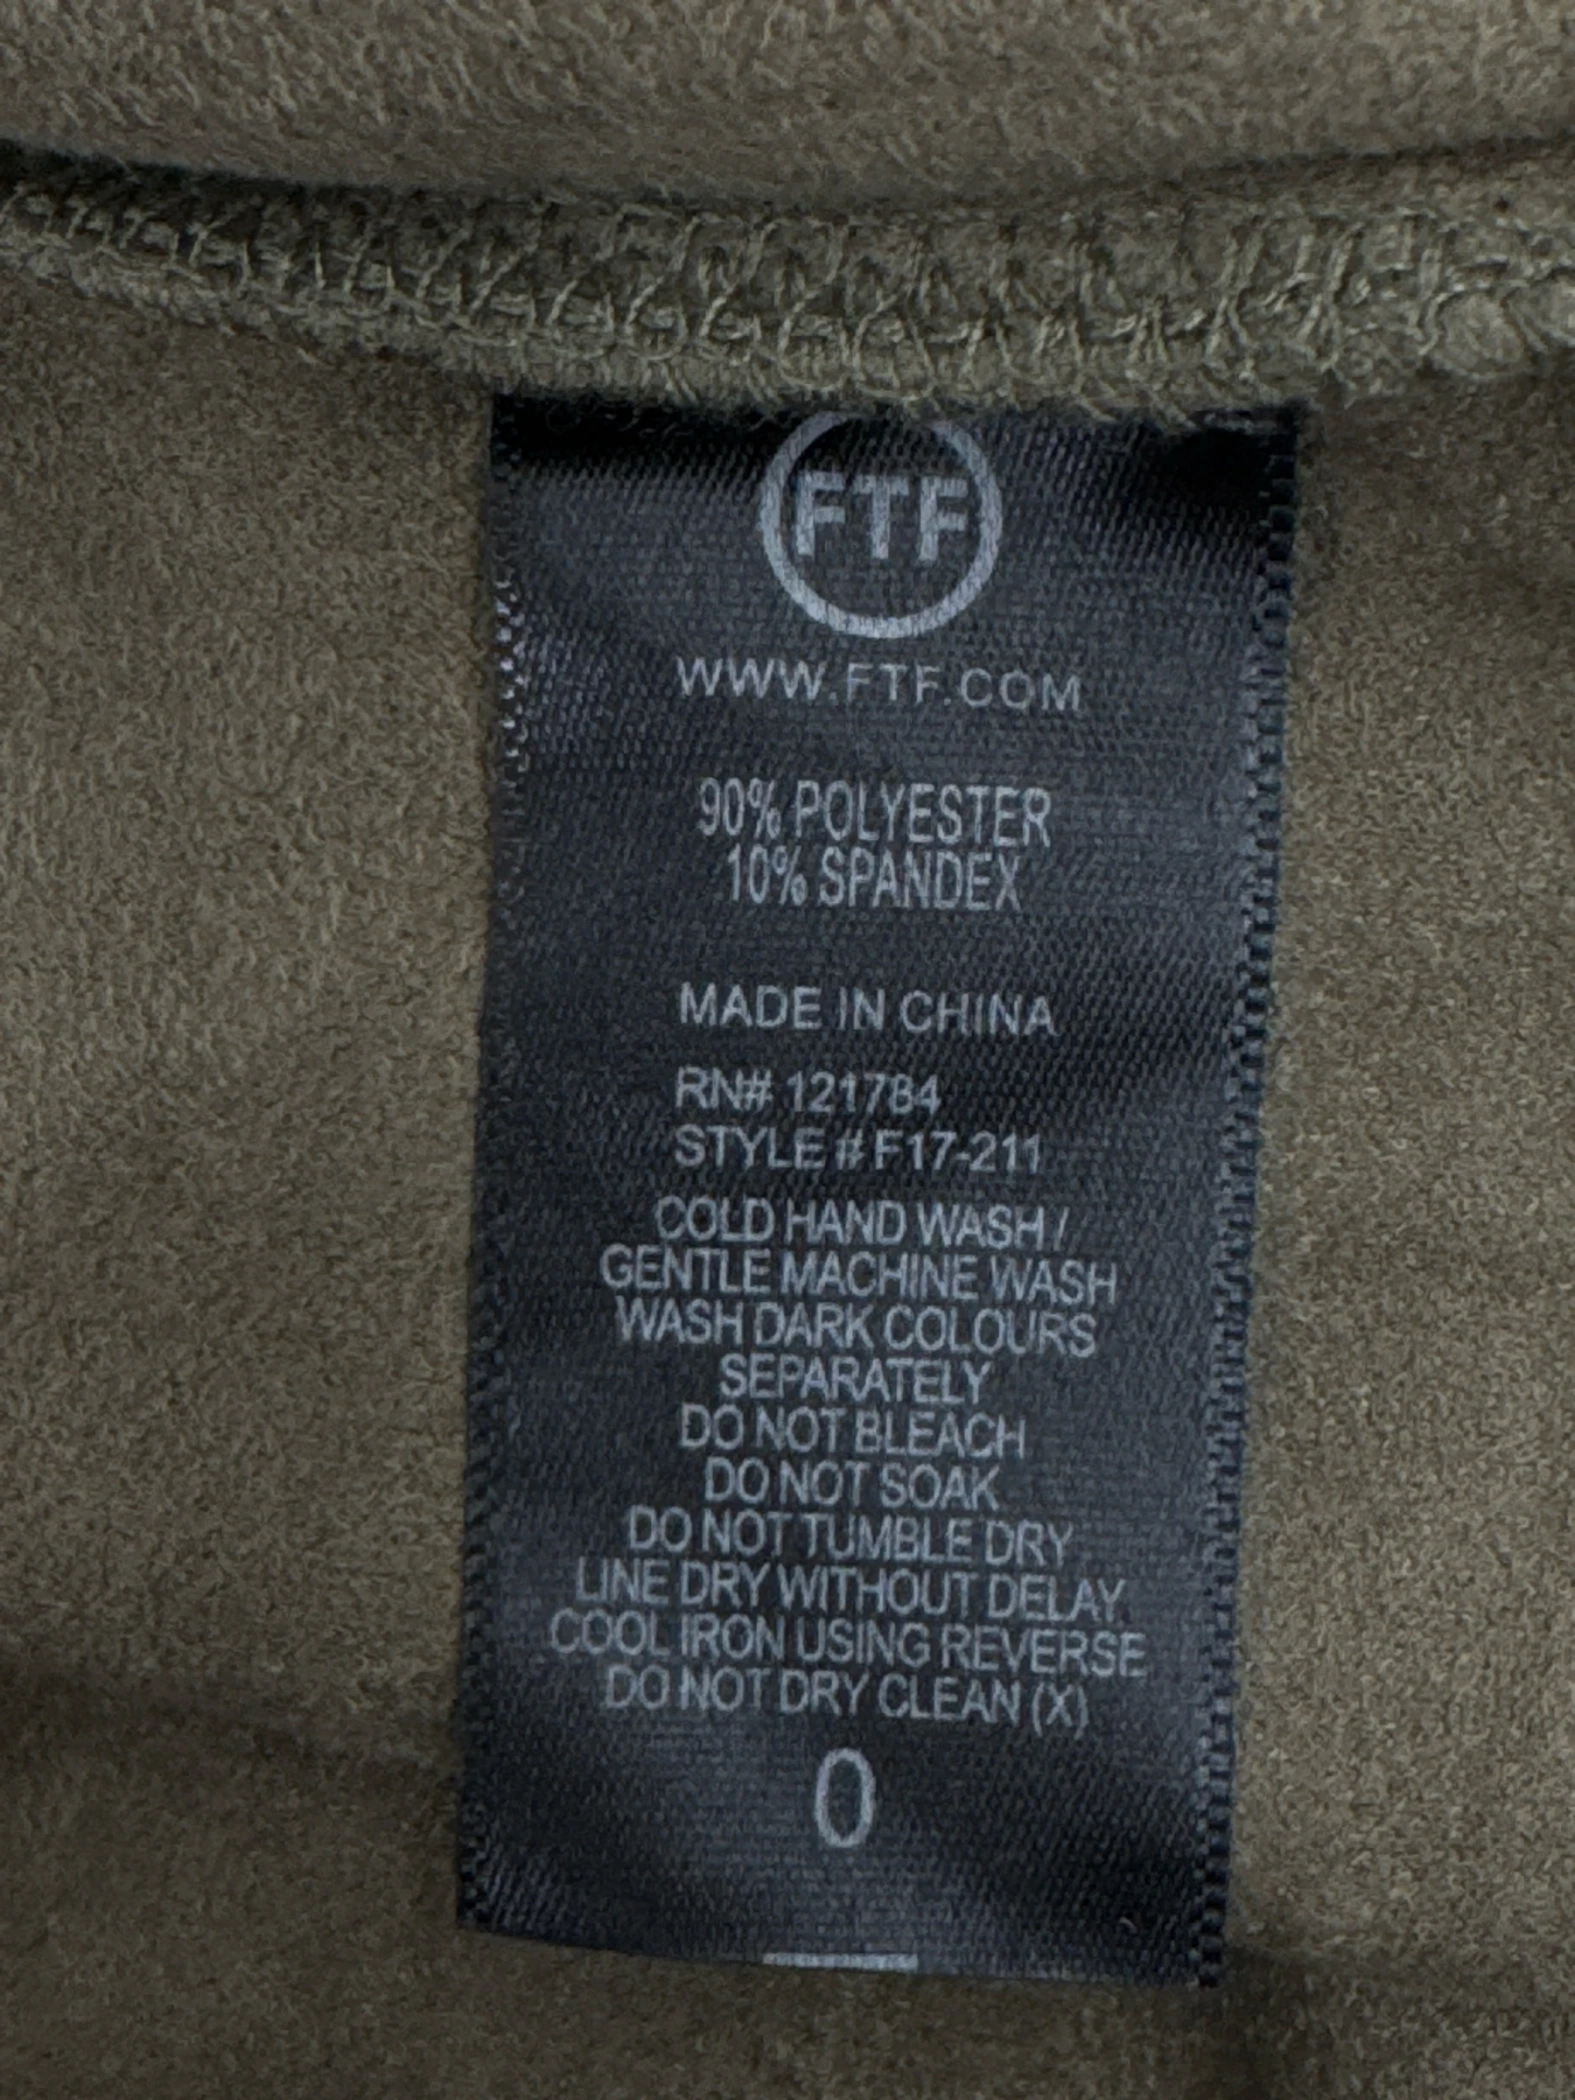 FTF
WWW.FTF.COM
90% POLYESTER
10% SPANDEX
MADE IN CHINA
RN# 121784
STYLE # F17-211
COLD HAND WASH /
GENTLE MACHINE WASH
WASH DARK COLOURS
SEPARATELY
DO NOT BLEACH
DO NOT SOAK
DO NOT TUMBLE DRY
LINE DRY WITHOUT DELAY
COOL IRON USING REVERSE
DO NOT DRY CLEAN (X)
0